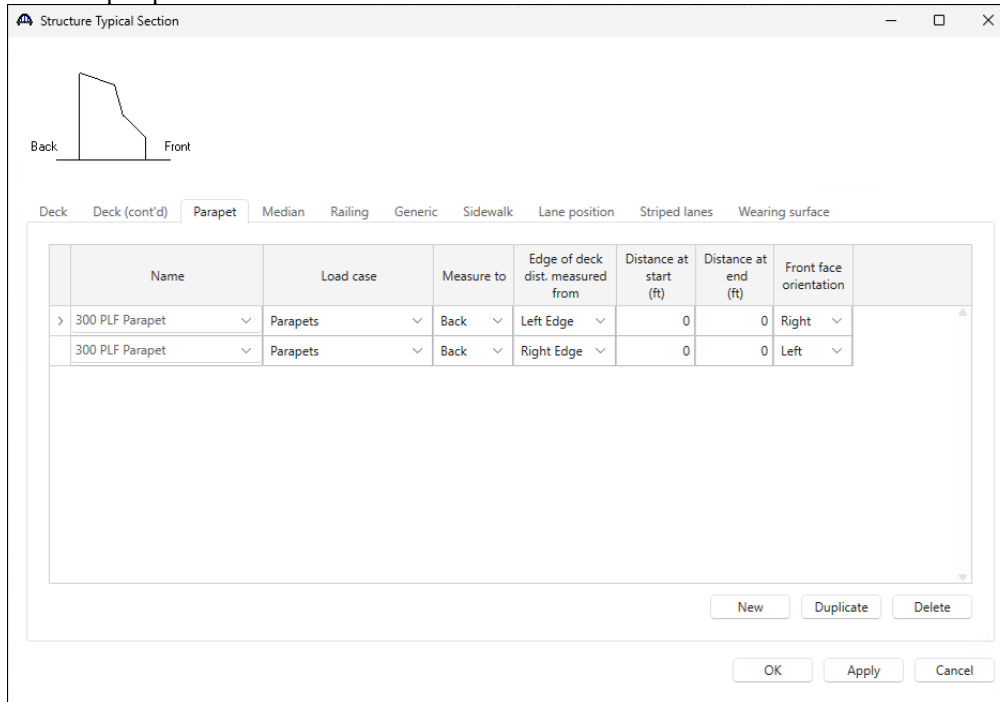 Structure Typical Section
Back Front
Deck Deck (cont'd) Parapet Median Railing Generic Sidewalk Lane position Striped lanes Wearing surface
Name Load case Measure to Edge of deck dist. measured from Distance at start (ft) Distance at end (ft) Front face orientation
300 PLF Parapet Parapets Back Left Edge 0 0 Right
300 PLF Parapet Parapets Back Right Edge 0 0 Left
New Duplicate Delete
OK Apply Cancel